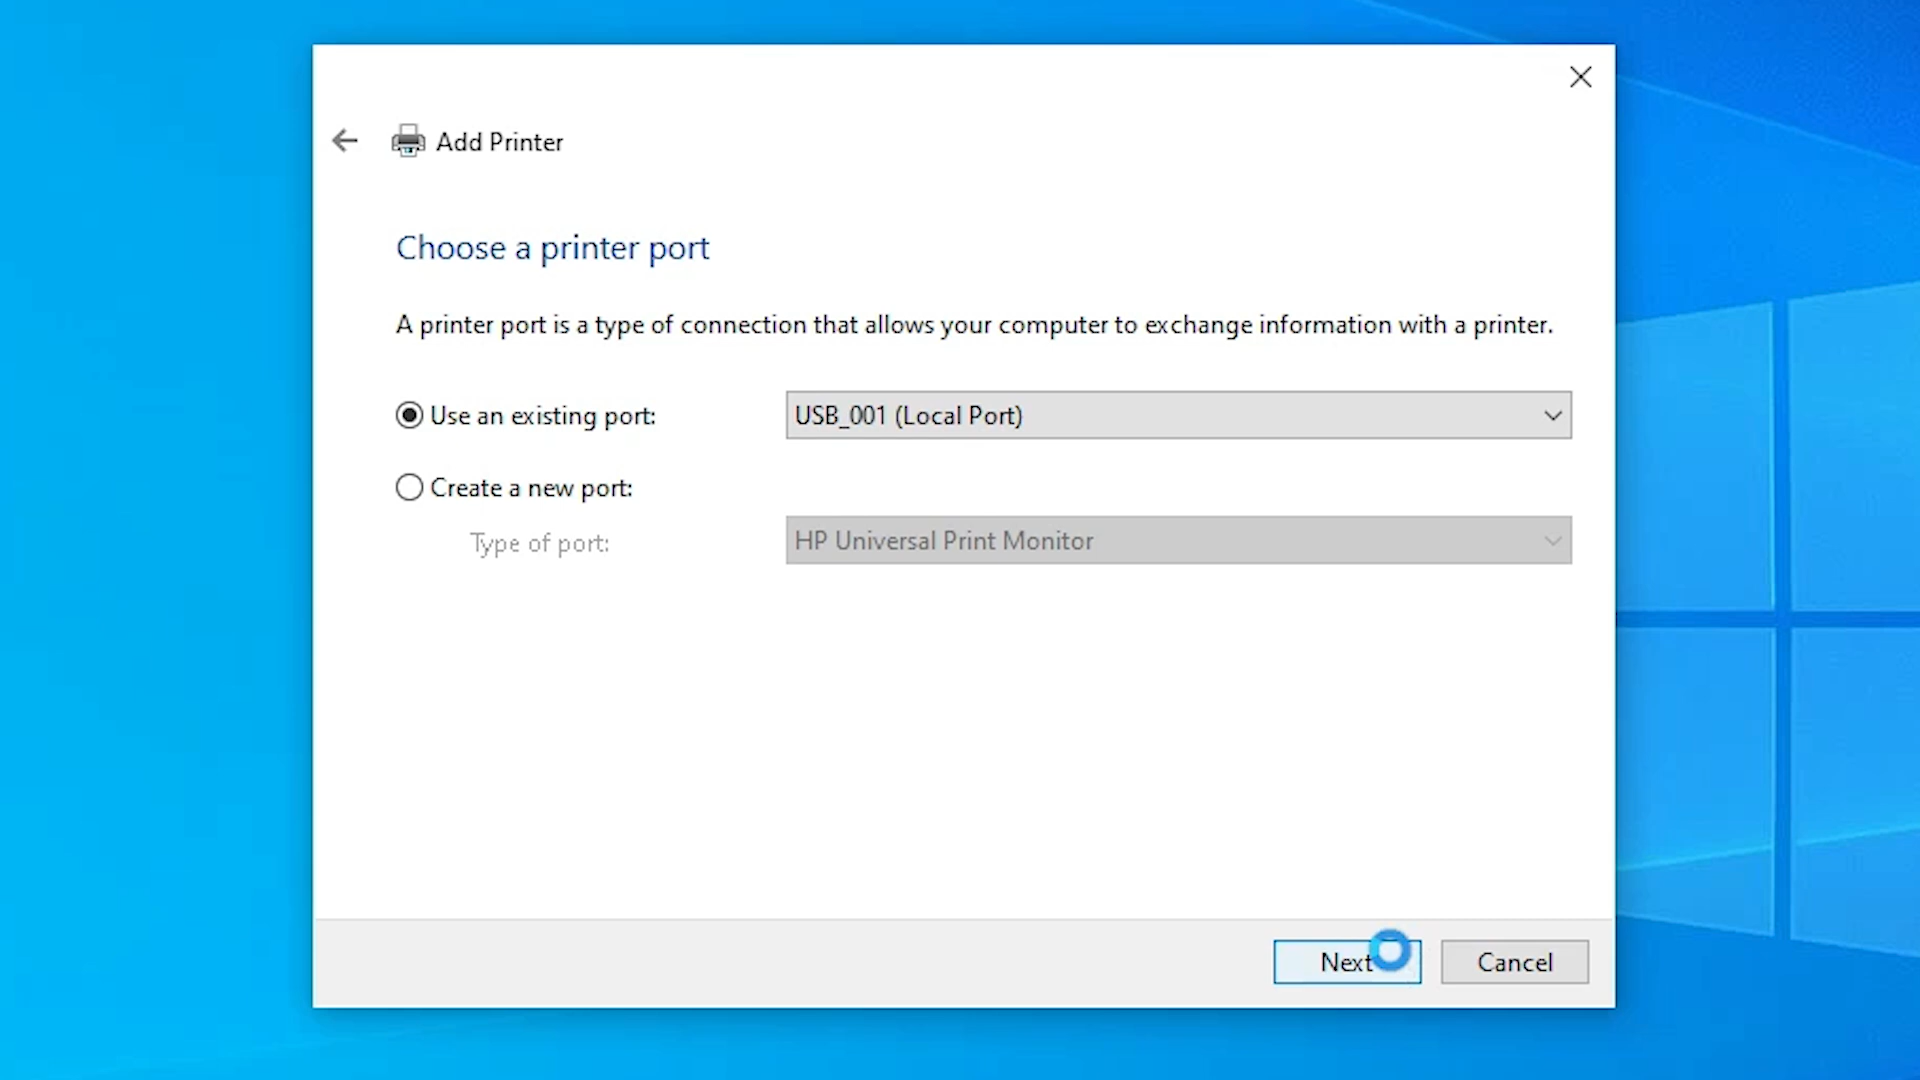 Add Printer
Choose a printer port
A printer port is a type of connection that allows your computer to exchange information with a printer.
Use an existing port: USB_001 (Local Port)
Create a new port:
Type of port: HP Universal Print Monitor
Next Cancel